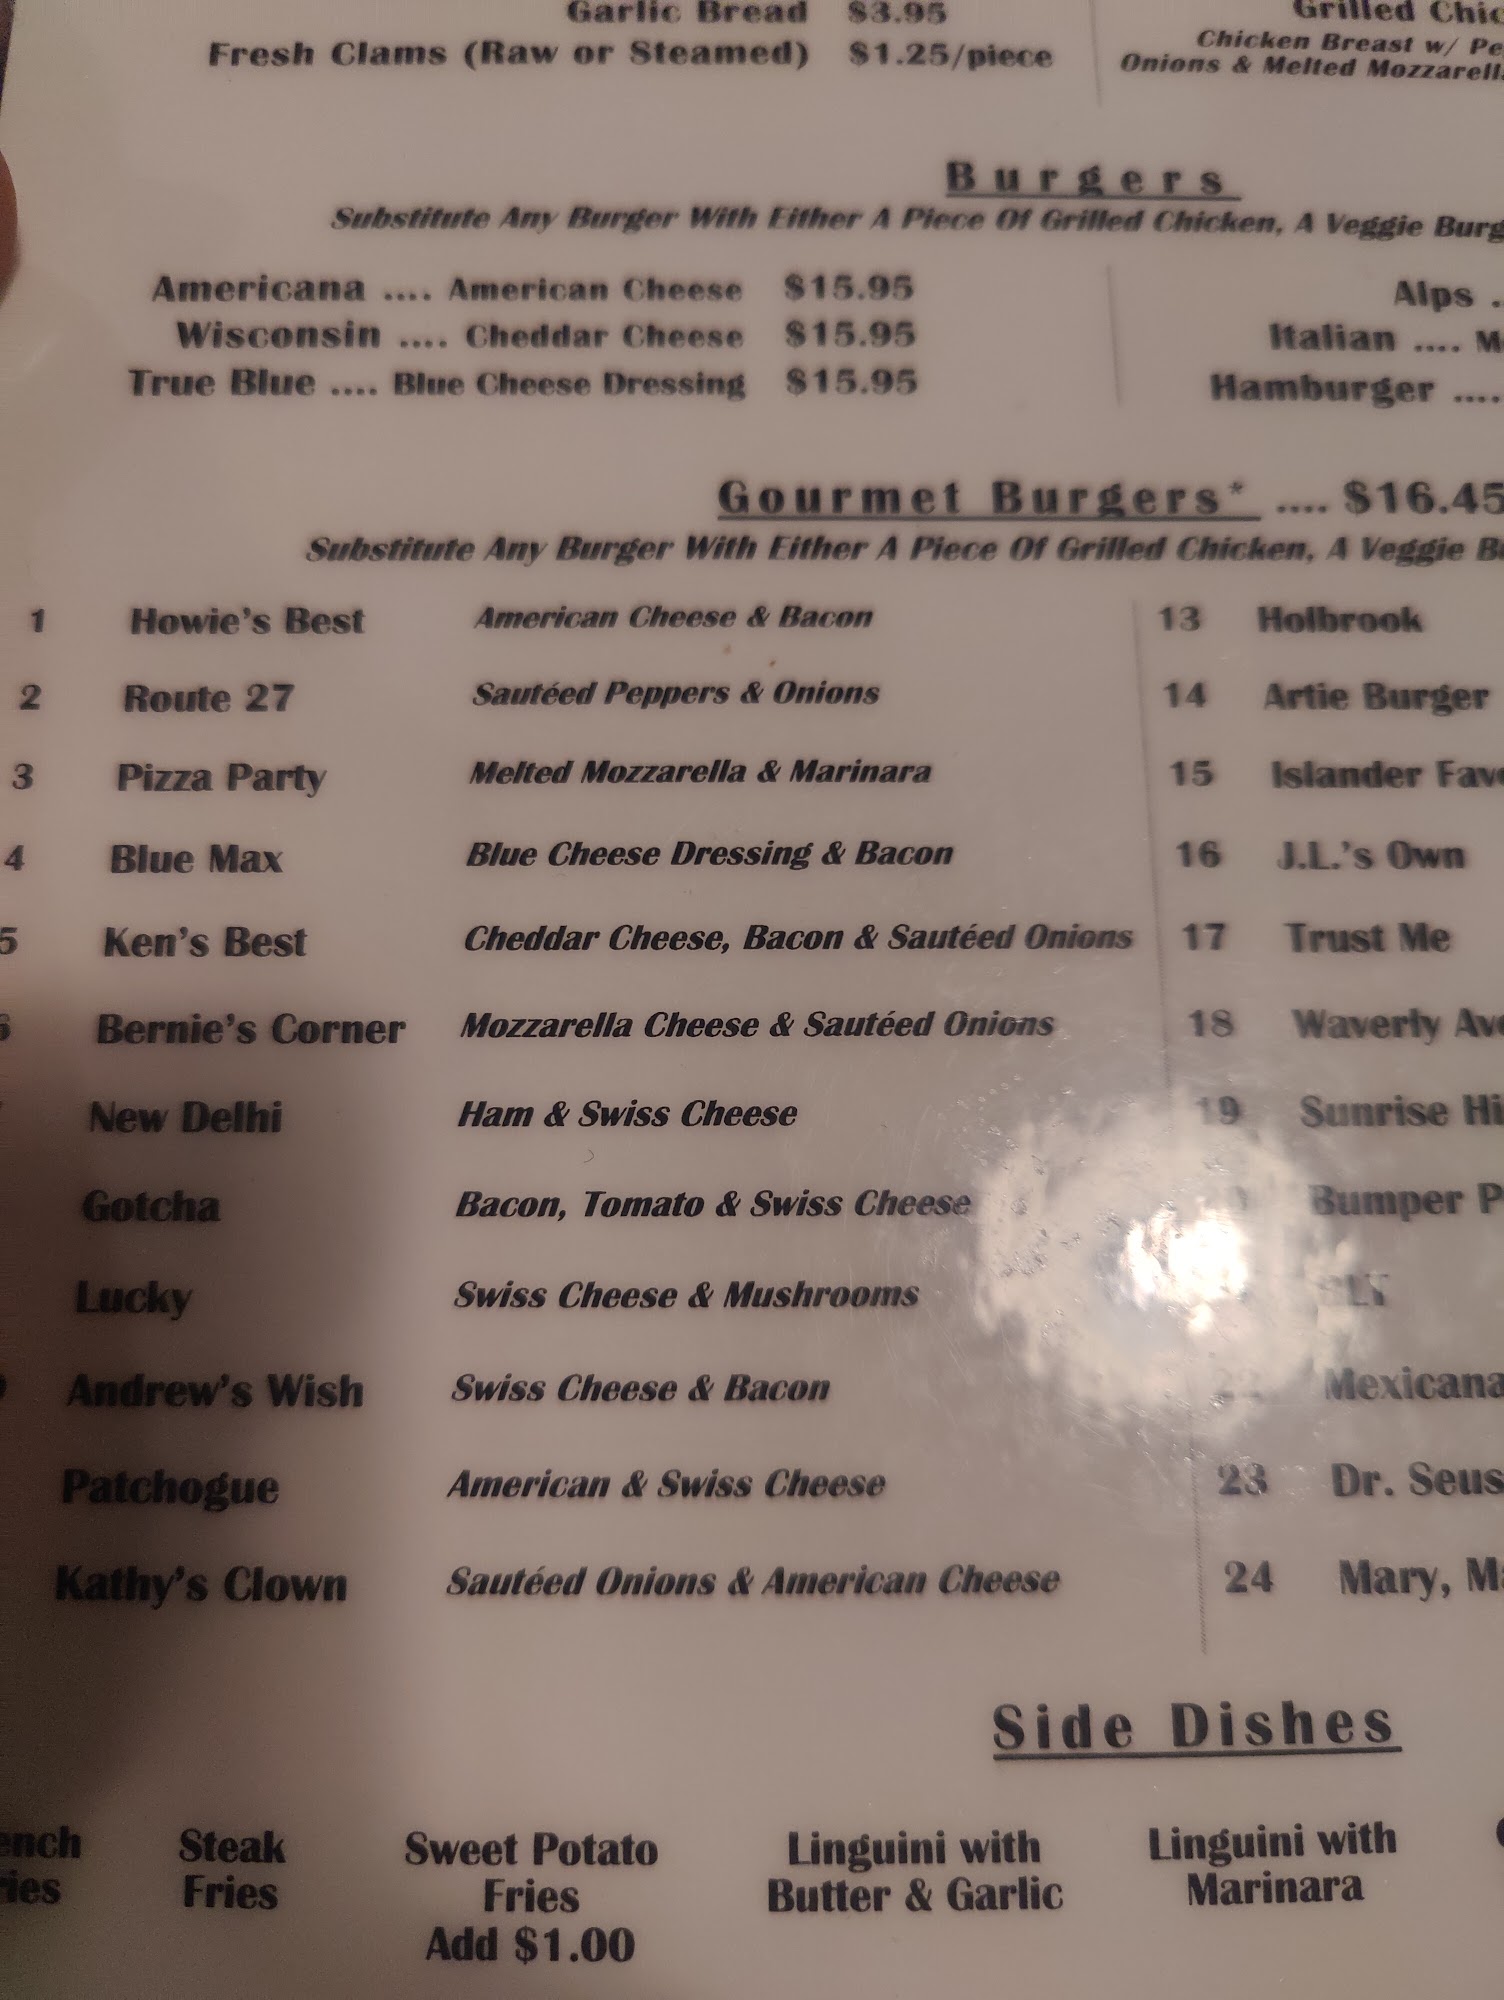 Garlic Bread $3.95
Fresh Clams (Raw or Steamed) $1.25/piece
Grilled
Chicken Breast w/
Onions & Melted
Burgers
Substitute Any Burger With Either A Piece Of Grilled Chicken, A Veggie
Americana .... American Cheese $15.95
Wisconsin .... Cheddar Cheese $15.95
True Blue .... Blue Cheese Dressing $15.95
Alps .
Italian ....
Hamburger ....
Gourmet Burgers* .... $16.45
Substitute Any Burger With Either A Piece Of Grilled Chicken, A Veggie
1 Howie's Best American Cheese & Bacon
2 Route 27 Sautéed Peppers & Onions
3 Pizza Party Melted Mozzarella & Marinara
4 Blue Max Blue Cheese Dressing & Bacon
5 Ken's Best Cheddar Cheese, Bacon & Sautéed Onions
Bernie's Corner Mozzarella Cheese & Sautéed Onions
New Delhi Ham & Swiss Cheese
Gotcha Bacon, Tomato & Swiss Cheese
Lucky Swiss Cheese & Mushrooms
Andrew's Wish Swiss Cheese & Bacon
Patchogue American & Swiss Cheese
Kathy's Clown Sautéed Onions & American Cheese
13 Holbrook
14 Artie Burger
15 Islander
16 J.L.'s Own
17 Trust Me
18 Waverly
19 Sunrise
Bumper
22 Mexicana
23 Dr.
24 Mary,
Side Dishes
Steak
Fries
Sweet Potato
Fries
Add $1.00
Linguini with
Butter & Garlic
Linguini with
Marinara